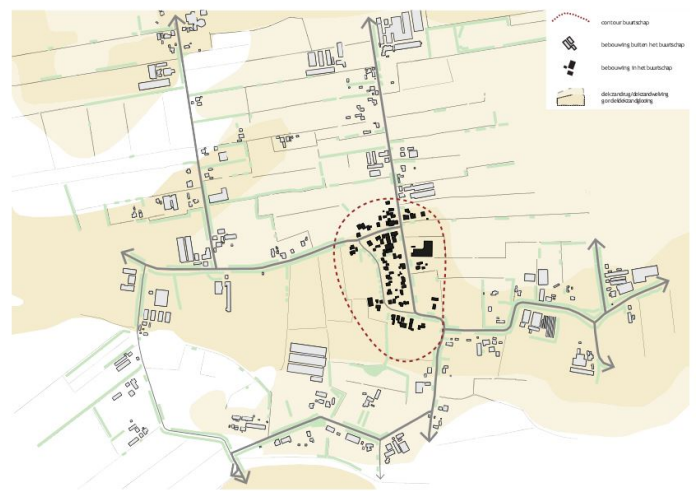 contour buurtschap
bebouwing buiten het buurtschap
bebouwing in het buurtschap
dekzandrug/dekzandwelving
gordeldekzandglooiing